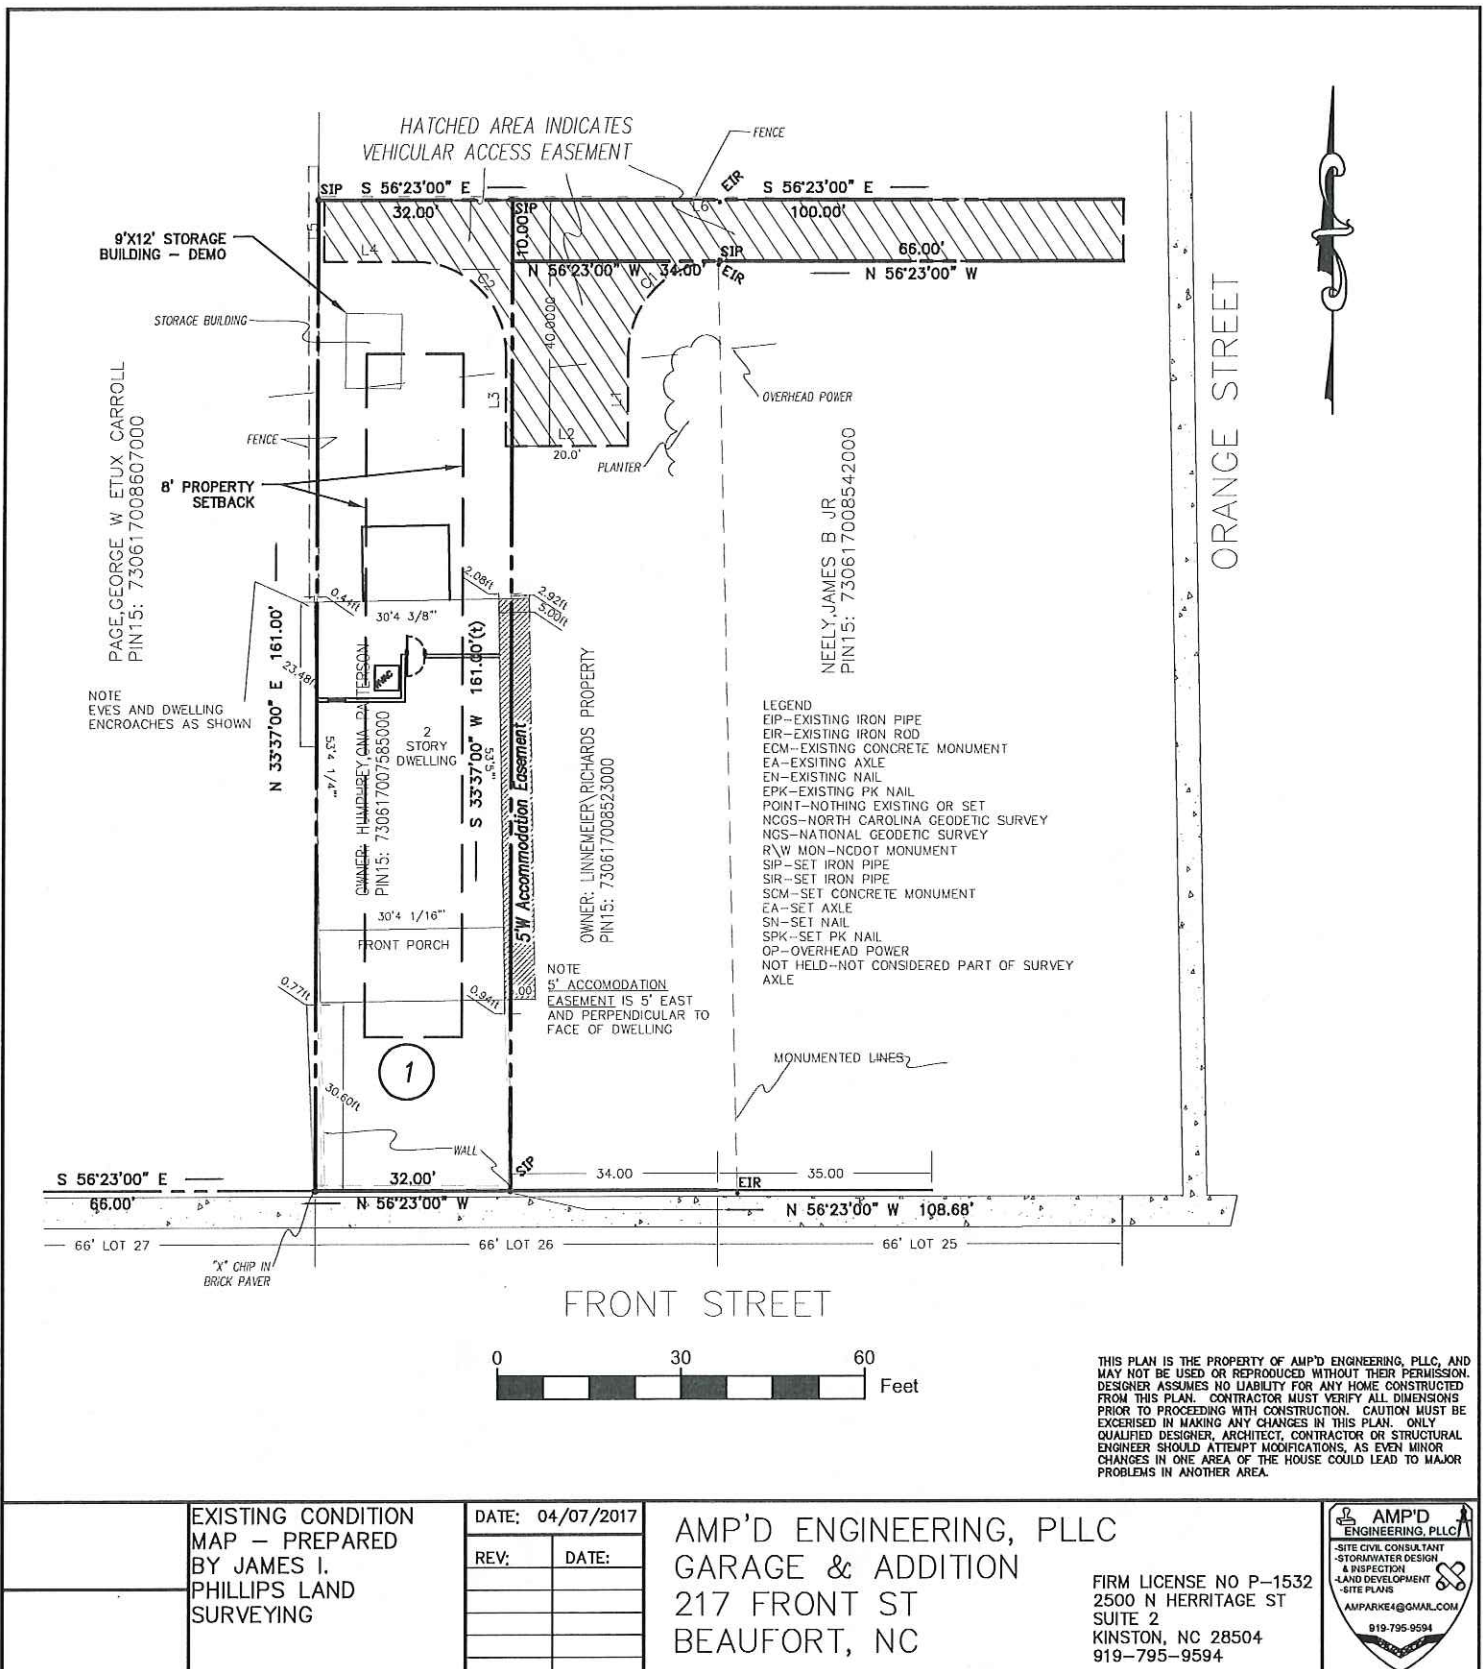 HATCHED AREA INDICATES
VEHICULAR ACCESS EASEMENT
FENCE
SIP
S 56°23'00" E
32.00'
SIP
10.00'
EIR
L6
S 56°23'00" E
100.00'
9'X12' STORAGE
BUILDING – DEMO
L4
C2
N 56°23'00" W
34.00'
SIP
EIR
C1
66.00'
N 56°23'00" W
STORAGE BUILDING
40.0000
OVERHEAD POWER
L3
L1
L2
20.0'
PLANTER
FENCE
8' PROPERTY
SETBACK
ORANGE STREET
PAGE,GEORGE W ETUX CARROLL
PIN15: 730617008607000
NEELY,JAMES B JR
PIN15: 730617008542000
0.44ft
30'4 3/8"'
2.08ft
2.92ft
5.00ft
N 33°37'00" E 161.00'
23.48ft
NOTE
EVES AND DWELLING
ENCROACHES AS SHOWN
HVAC
S 33°37'00" W 161.00'(t)
53'4 1/4"'
53'5"'
2
STORY
DWELLING
OWNER: HUMPHREY,ONA PATTERSON
PIN15: 730617007585000
5'W Accommodation Easement
OWNER: LINNEMEIER\RICHARDS PROPERTY
PIN15: 730617008523000
LEGEND
EIP–EXISTING IRON PIPE
EIR–EXISTING IRON ROD
ECM–EXISTING CONCRETE MONUMENT
EA–EXSITING AXLE
EN–EXISTING NAIL
EPK–EXISTING PK NAIL
POINT–NOTHING EXISTING OR SET
NCGS–NORTH CAROLINA GEODETIC SURVEY
NGS–NATIONAL GEODETIC SURVEY
R\W MON–NCDOT MONUMENT
SIP–SET IRON PIPE
SIR–SET IRON PIPE
SCM–SET CONCRETE MONUMENT
EA–SET AXLE
SN–SET NAIL
SPK–SET PK NAIL
OP–OVERHEAD POWER
NOT HELD–NOT CONSIDERED PART OF SURVEY
AXLE
30'4 1/16"'
FRONT PORCH
0.77ft
0.94ft
.00
NOTE
5' ACCOMODATION
EASEMENT IS 5' EAST
AND PERPENDICULAR TO
FACE OF DWELLING
1
30.60ft
MONUMENTED LINES
WALL
SIP
34.00
35.00
EIR
S 56°23'00" E
66.00'
32.00'
N 56°23'00" W
N 56°23'00" W 108.68'
66' LOT 27
66' LOT 26
66' LOT 25
"X" CHIP IN
BRICK PAVER
FRONT STREET
0 30 60
Feet
THIS PLAN IS THE PROPERTY OF AMP'D ENGINEERING, PLLC, AND
MAY NOT BE USED OR REPRODUCED WITHOUT THEIR PERMISSION.
DESIGNER ASSUMES NO LIABILITY FOR ANY HOME CONSTRUCTED
FROM THIS PLAN. CONTRACTOR MUST VERIFY ALL DIMENSIONS
PRIOR TO PROCEEDING WITH CONSTRUCTION. CAUTION MUST BE
EXCERISED IN MAKING ANY CHANGES IN THIS PLAN. ONLY
QUALIFIED DESIGNER, ARCHITECT, CONTRACTOR OR STRUCTURAL
ENGINEER SHOULD ATTEMPT MODIFICATIONS, AS EVEN MINOR
CHANGES IN ONE AREA OF THE HOUSE COULD LEAD TO MAJOR
PROBLEMS IN ANOTHER AREA.
EXISTING CONDITION
MAP – PREPARED
BY JAMES I.
PHILLIPS LAND
SURVEYING
DATE: 04/07/2017
REV: DATE:
AMP'D ENGINEERING, PLLC
GARAGE & ADDITION
217 FRONT ST
BEAUFORT, NC
FIRM LICENSE NO P–1532
2500 N HERRITAGE ST
SUITE 2
KINSTON, NC 28504
919–795–9594
AMP'D
ENGINEERING, PLLC
-SITE CIVIL CONSULTANT
-STORMWATER DESIGN
& INSPECTION
-LAND DEVELOPMENT
-SITE PLANS
AMPARKE4@GMAIL.COM
919-795-9594